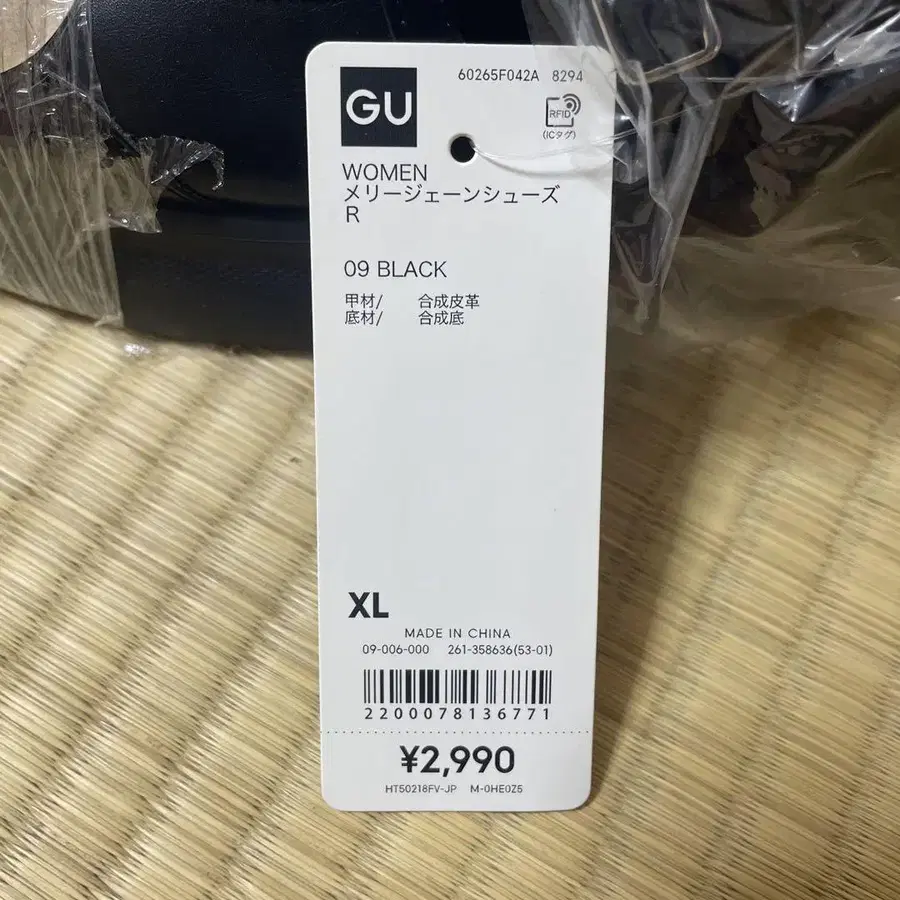 GU
60265F042A 8294
RFID
(ICタグ)
WOMEN
メリージェーンシューズ
R
09 BLACK
甲材/ 合成皮革
底材/ 合成底
XL
MADE IN CHINA
09-006-000 261-358636(53-01)
2200078136771
¥2,990
HT50218FV-JP M-0HE0Z5